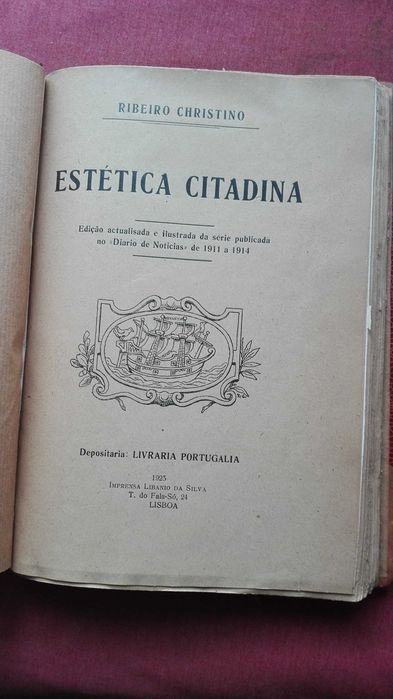 RIBEIRO CHRISTINO
ESTÉTICA CITADINA
Edição actualisada e ilustrada da série publicada
no «Diario de Noticias» de 1911 a 1914
Depositaria: LIVRARIA PORTUGALIA
1923
IMPRENSA LIBANIO DA SILVA
T. do Fala-Só, 24
LISBOA